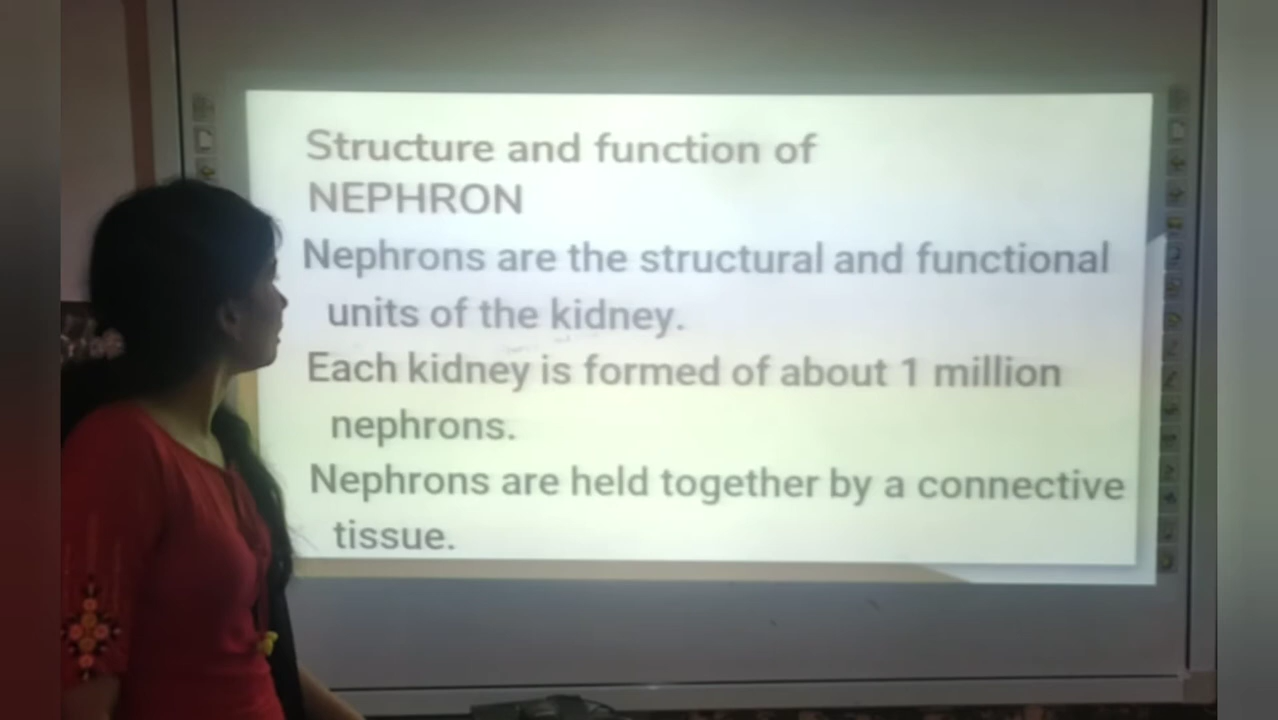 Structure and function of
NEPHRON
Nephrons are the structural and functional
units of the kidney.
Each kidney is formed of about 1 million
nephrons.
Nephrons are held together by a connective
tissue.